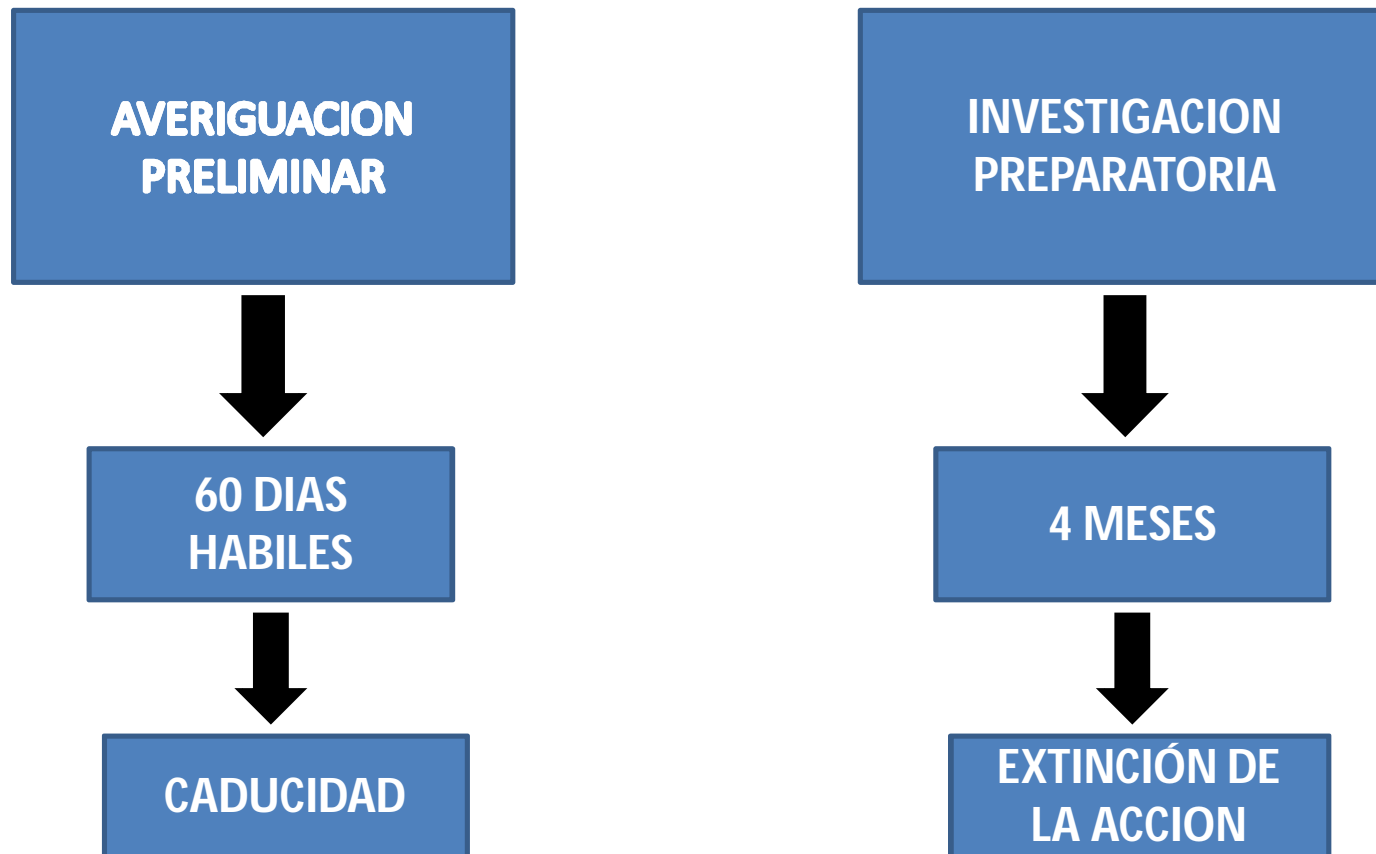 AVERIGUACION
PRELIMINAR
60 DIAS
HABILES
CADUCIDAD
INVESTIGACION
PREPARATORIA
4 MESES
EXTINCIÓN DE
LA ACCION